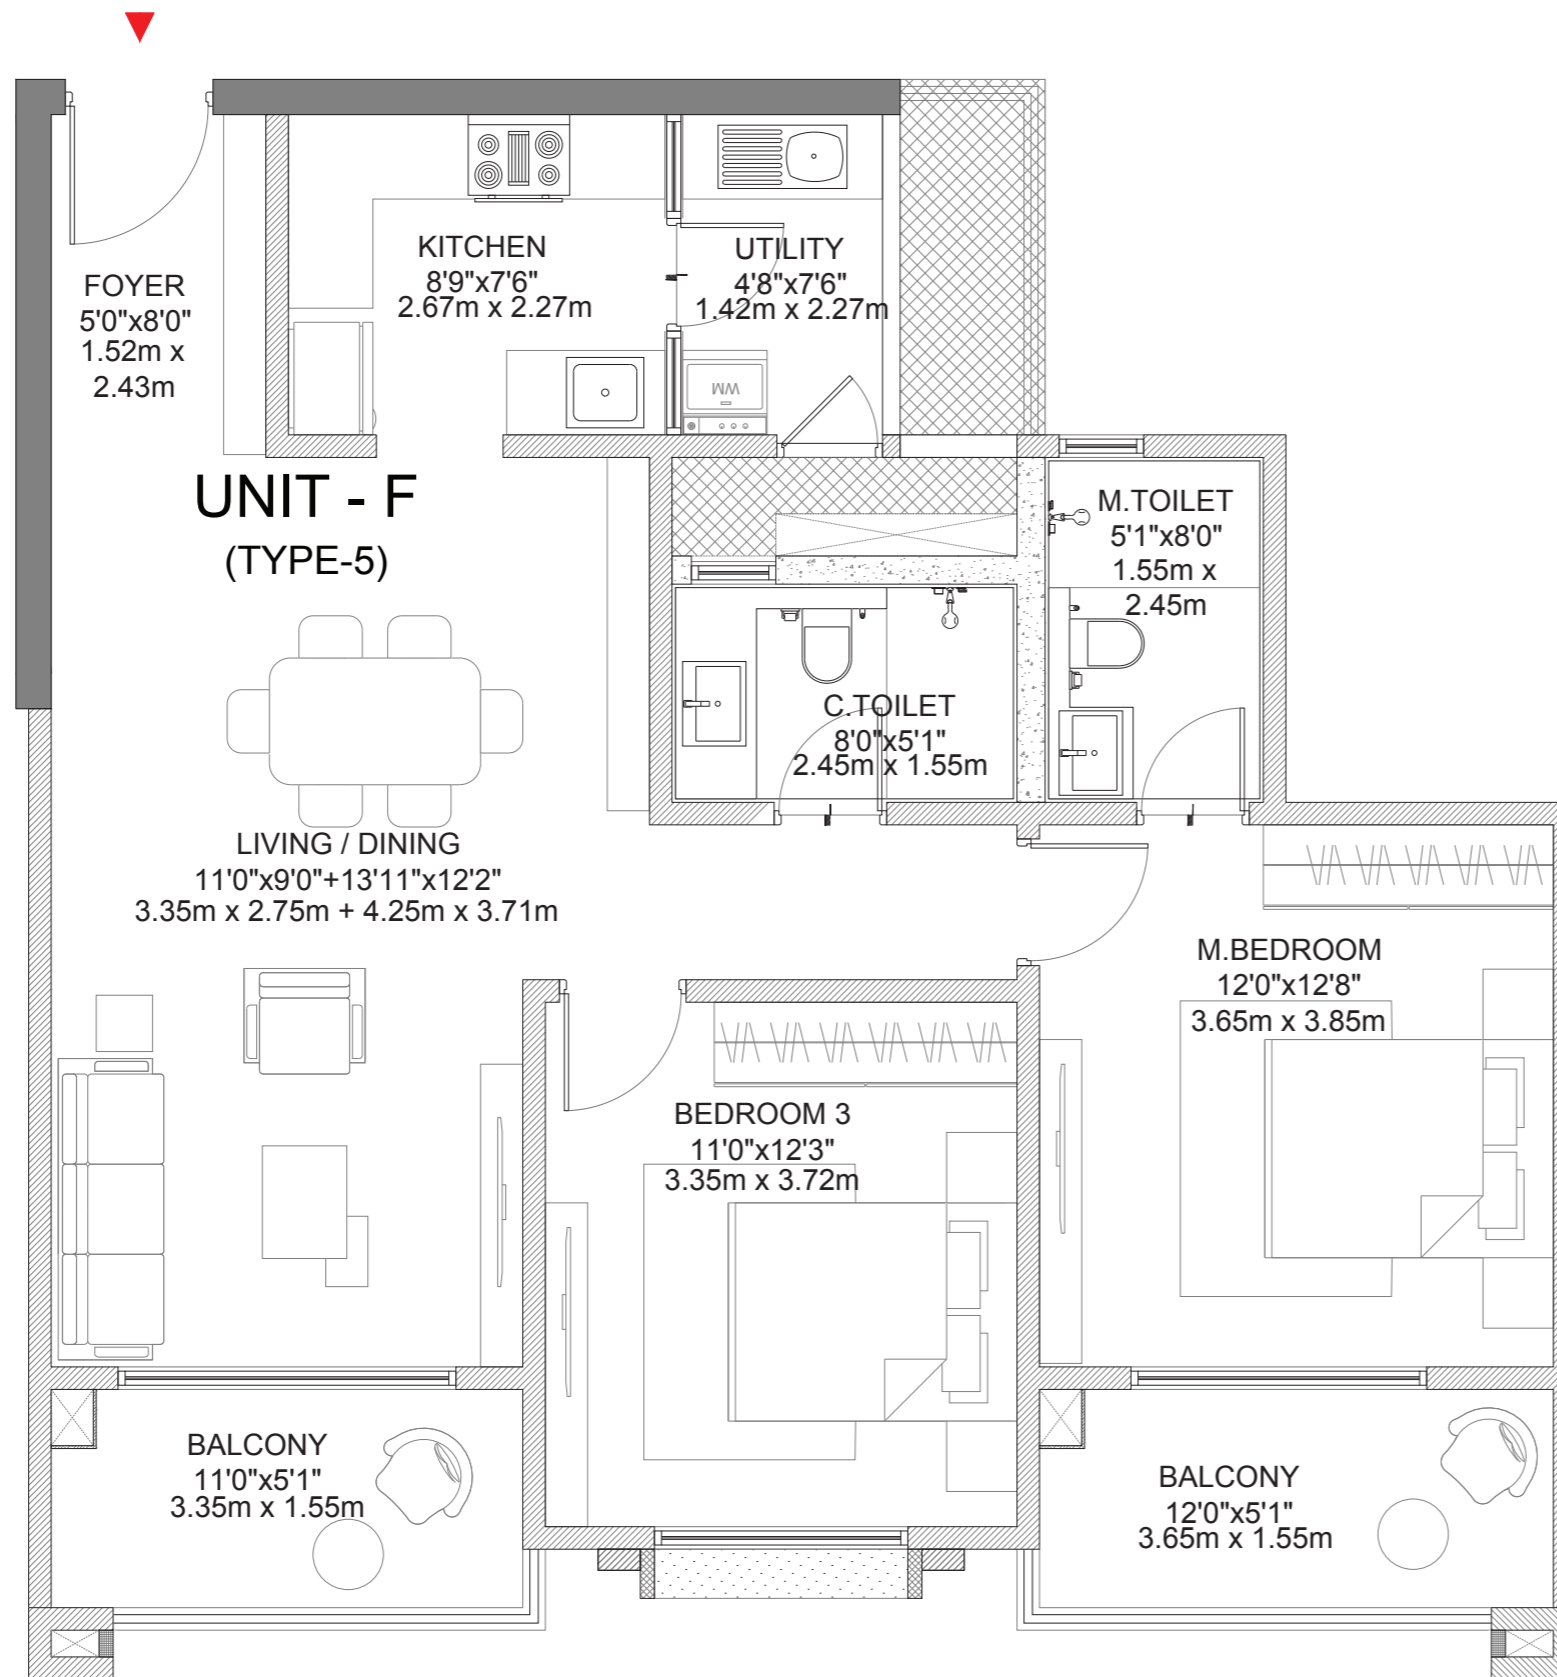 KITCHEN
8'9"x7'6"
2.67m x 2.27m
UTILITY
4'8"x7'6"
1.42m x 2.27m
FOYER
5'0"x8'0"
1.52m x
2.43m
WM
UNIT - F
(TYPE-5)
M.TOILET
5'1"x8'0"
1.55m x
2.45m
C.TOILET
8'0"x5'1"
2.45m x 1.55m
LIVING / DINING
11'0"x9'0"+13'11"x12'2"
3.35m x 2.75m + 4.25m x 3.71m
M.BEDROOM
12'0"x12'8"
3.65m x 3.85m
BEDROOM 3
11'0"x12'3"
3.35m x 3.72m
BALCONY
11'0"x5'1"
3.35m x 1.55m
BALCONY
12'0"x5'1"
3.65m x 1.55m